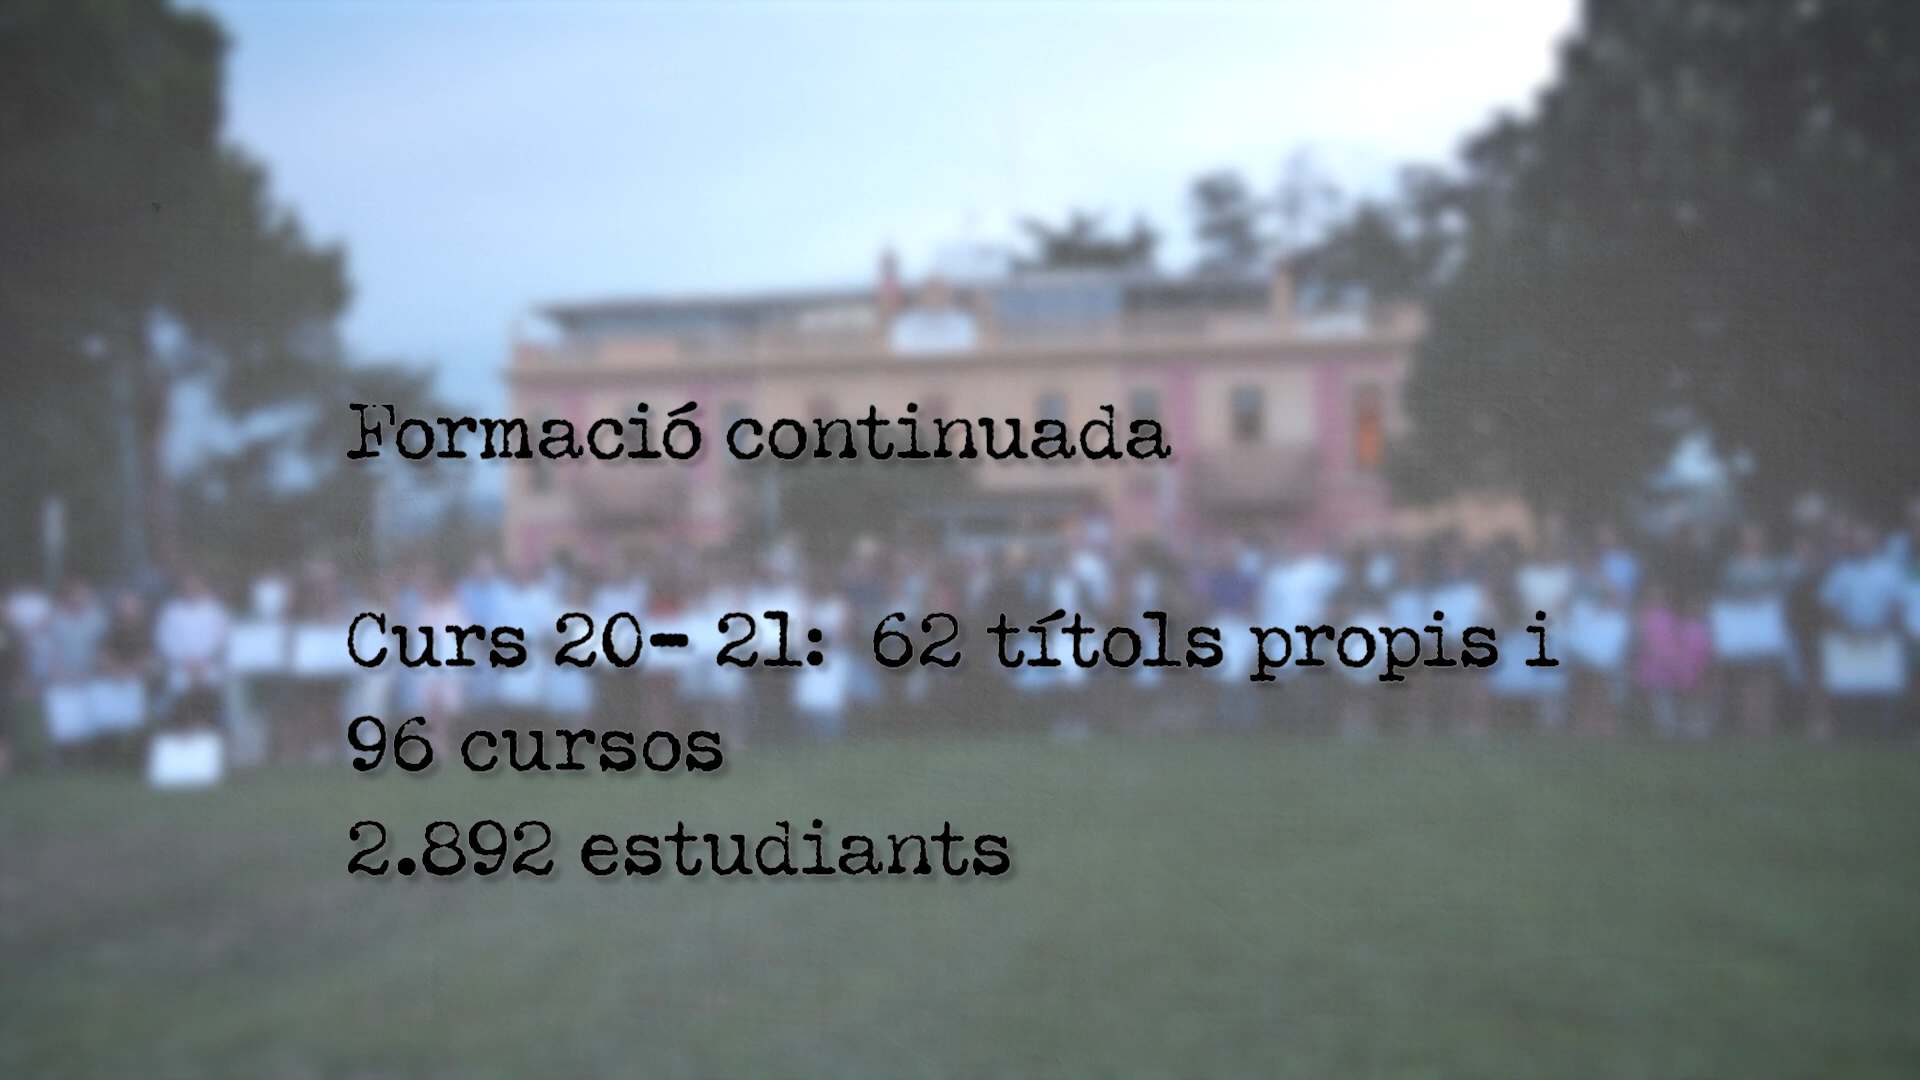 Formació continuada
Curs 20- 21:  62 títols propis i
96 cursos
2.892 estudiants